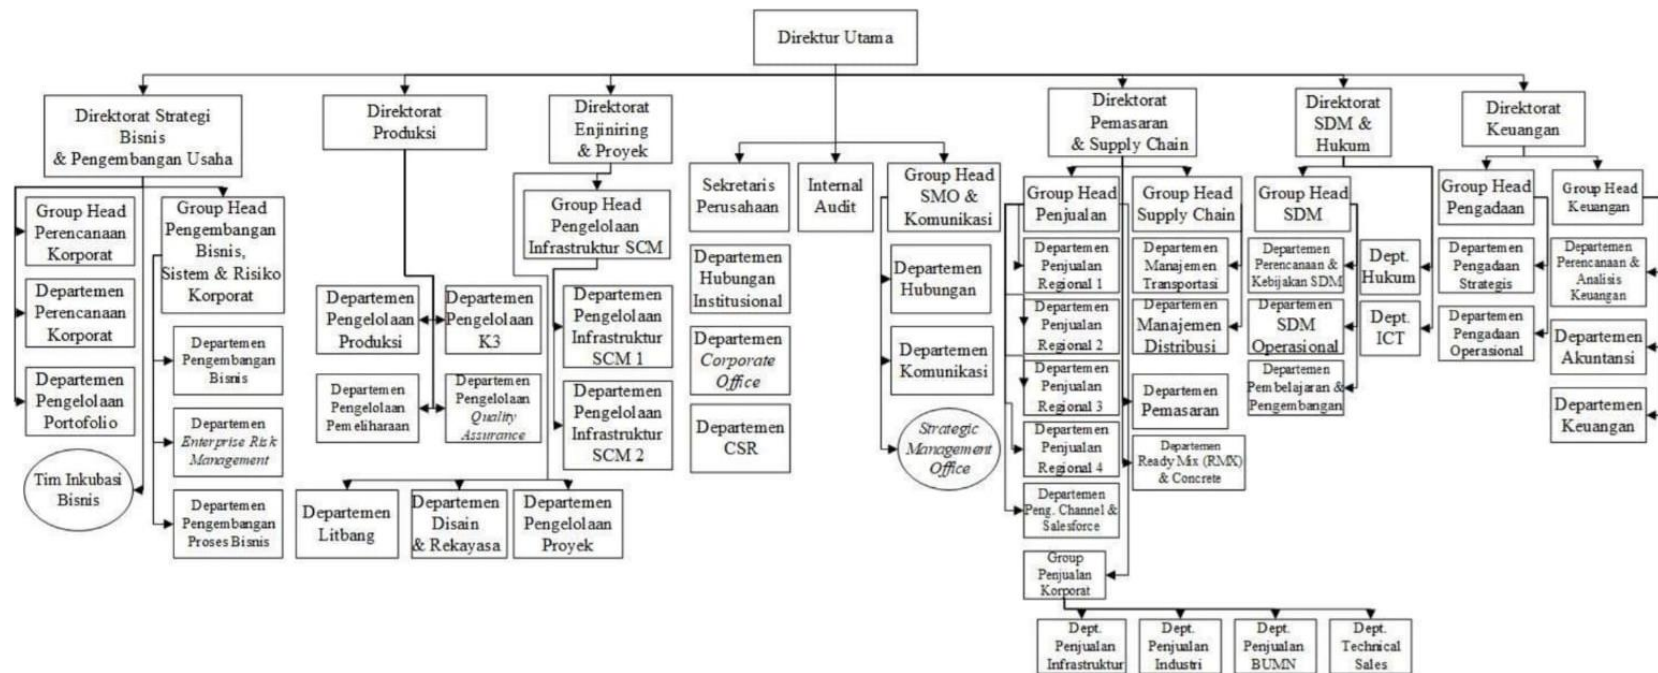 Direktur Utama
Direktorat Strategi
Bisnis
& Pengembangan Usaha
Direktorat
Produksi
Direktorat
Enjiniring
& Proyek
Direktorat
Pemasaran
& Supply Chain
Direktorat
SDM &
Hukum
Direktorat
Keuangan
Group Head
Perencanaan
Korporat
Departemen
Perencanaan
Korporat
Departemen
Pengelolaan
Portofolio
Tim Inkubasi
Bisnis
Group Head
Pengembangan
Bisnis,
Sistem & Risiko
Korporat
Departemen
Pengembangan
Bisnis
Departemen
Enterprise Risk
Management
Departemen
Pengembangan
Proses Bisnis
Departemen
Pengelolaan
Produksi
Departemen
Pengelolaan
K3
Departemen
Pengelolaan
Pemeliharaan
Departemen
Pengelolaan
Quality
Assurance
Group Head
Pengelolaan
Infrastruktur SCM
Departemen
Pengelolaan
Infrastruktur
SCM 1
Departemen
Pengelolaan
Infrastruktur
SCM 2
Departemen
Litbang
Departemen
Disain
& Rekayasa
Departemen
Pengelolaan
Proyek
Sekretaris
Perusahaan
Departemen
Hubungan
Institusional
Departemen
Corporate
Office
Departemen
CSR
Internal
Audit
Group Head
SMO &
Komunikasi
Departemen
Hubungan
Departemen
Komunikasi
Strategic
Management
Office
Group Head
Penjualan
Departemen
Penjualan
Regional 1
Departemen
Penjualan
Regional 2
Departemen
Penjualan
Regional 3
Departemen
Penjualan
Regional 4
Departemen
Peng. Channel &
Salesforce
Group
Penjualan
Korporat
Dept.
Penjualan
Infrastruktur
Dept.
Penjualan
Industri
Dept.
Penjualan
BUMN
Dept.
Technical
Sales
Group Head
Supply Chain
Departemen
Manajemen
Transportasi
Departemen
Manajemen
Distribusi
Departemen
Pemasaran
Departemen
Ready Mix (RMX)
& Concrete
Group Head
SDM
Departemen
Perencanaan &
Kebijakan SDM
Departemen
SDM
Operasional
Departemen
Pembelajaran &
Pengembangan
Dept.
Hukum
Dept.
ICT
Group Head
Pengadaan
Departemen
Pengadaan
Strategis
Departemen
Pengadaan
Operasional
Group Head
Keuangan
Departemen
Perencanaan &
Analisis
Keuangan
Departemen
Akuntansi
Departemen
Keuangan